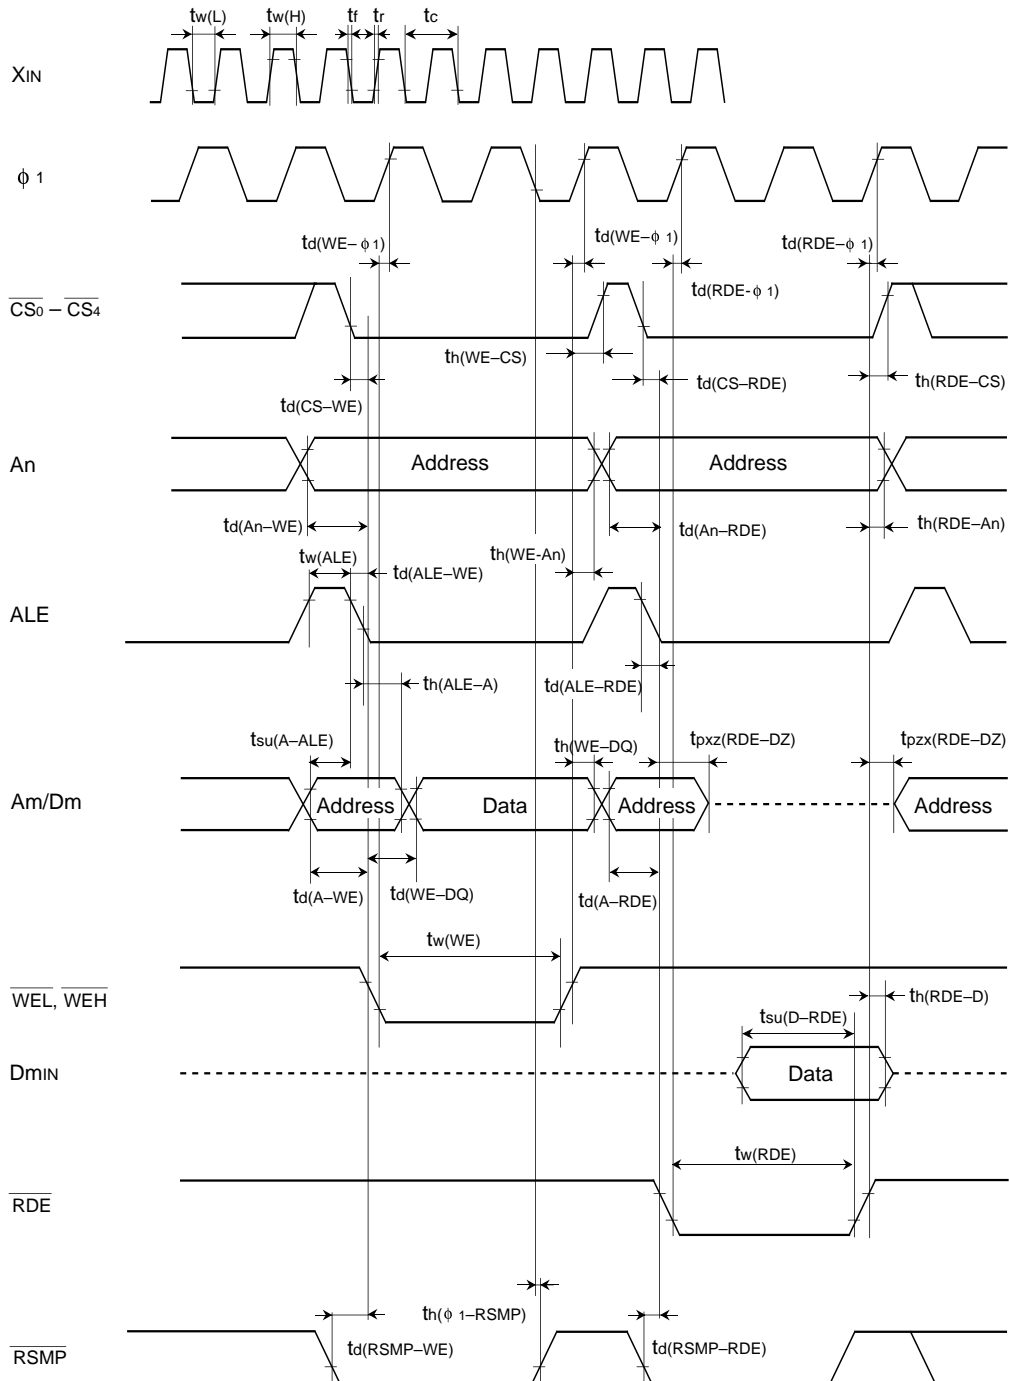 tw(L) tw(H) tf tr tc
XIN
ϕ 1
td(WE–ϕ 1) td(WE–ϕ 1) td(RDE–ϕ 1)
td(RDE-ϕ 1)
CS0 – CS4
th(WE–CS) td(CS–RDE) th(RDE–CS)
td(CS–WE)
An Address Address
td(An–WE) td(An–RDE) th(RDE–An)
tw(ALE) td(ALE–WE) th(WE-An)
ALE
th(ALE–A) td(ALE–RDE)
tsu(A–ALE) th(WE–DQ) tpxz(RDE–DZ) tpzx(RDE–DZ)
Am/Dm Address Data Address Address
td(A–WE) td(WE–DQ) td(A–RDE)
tw(WE)
WEL, WEH
th(RDE–D)
tsu(D–RDE)
DmIN Data
tw(RDE)
RDE
th(ϕ 1–RSMP)
td(RSMP–WE) td(RSMP–RDE)
RSMP